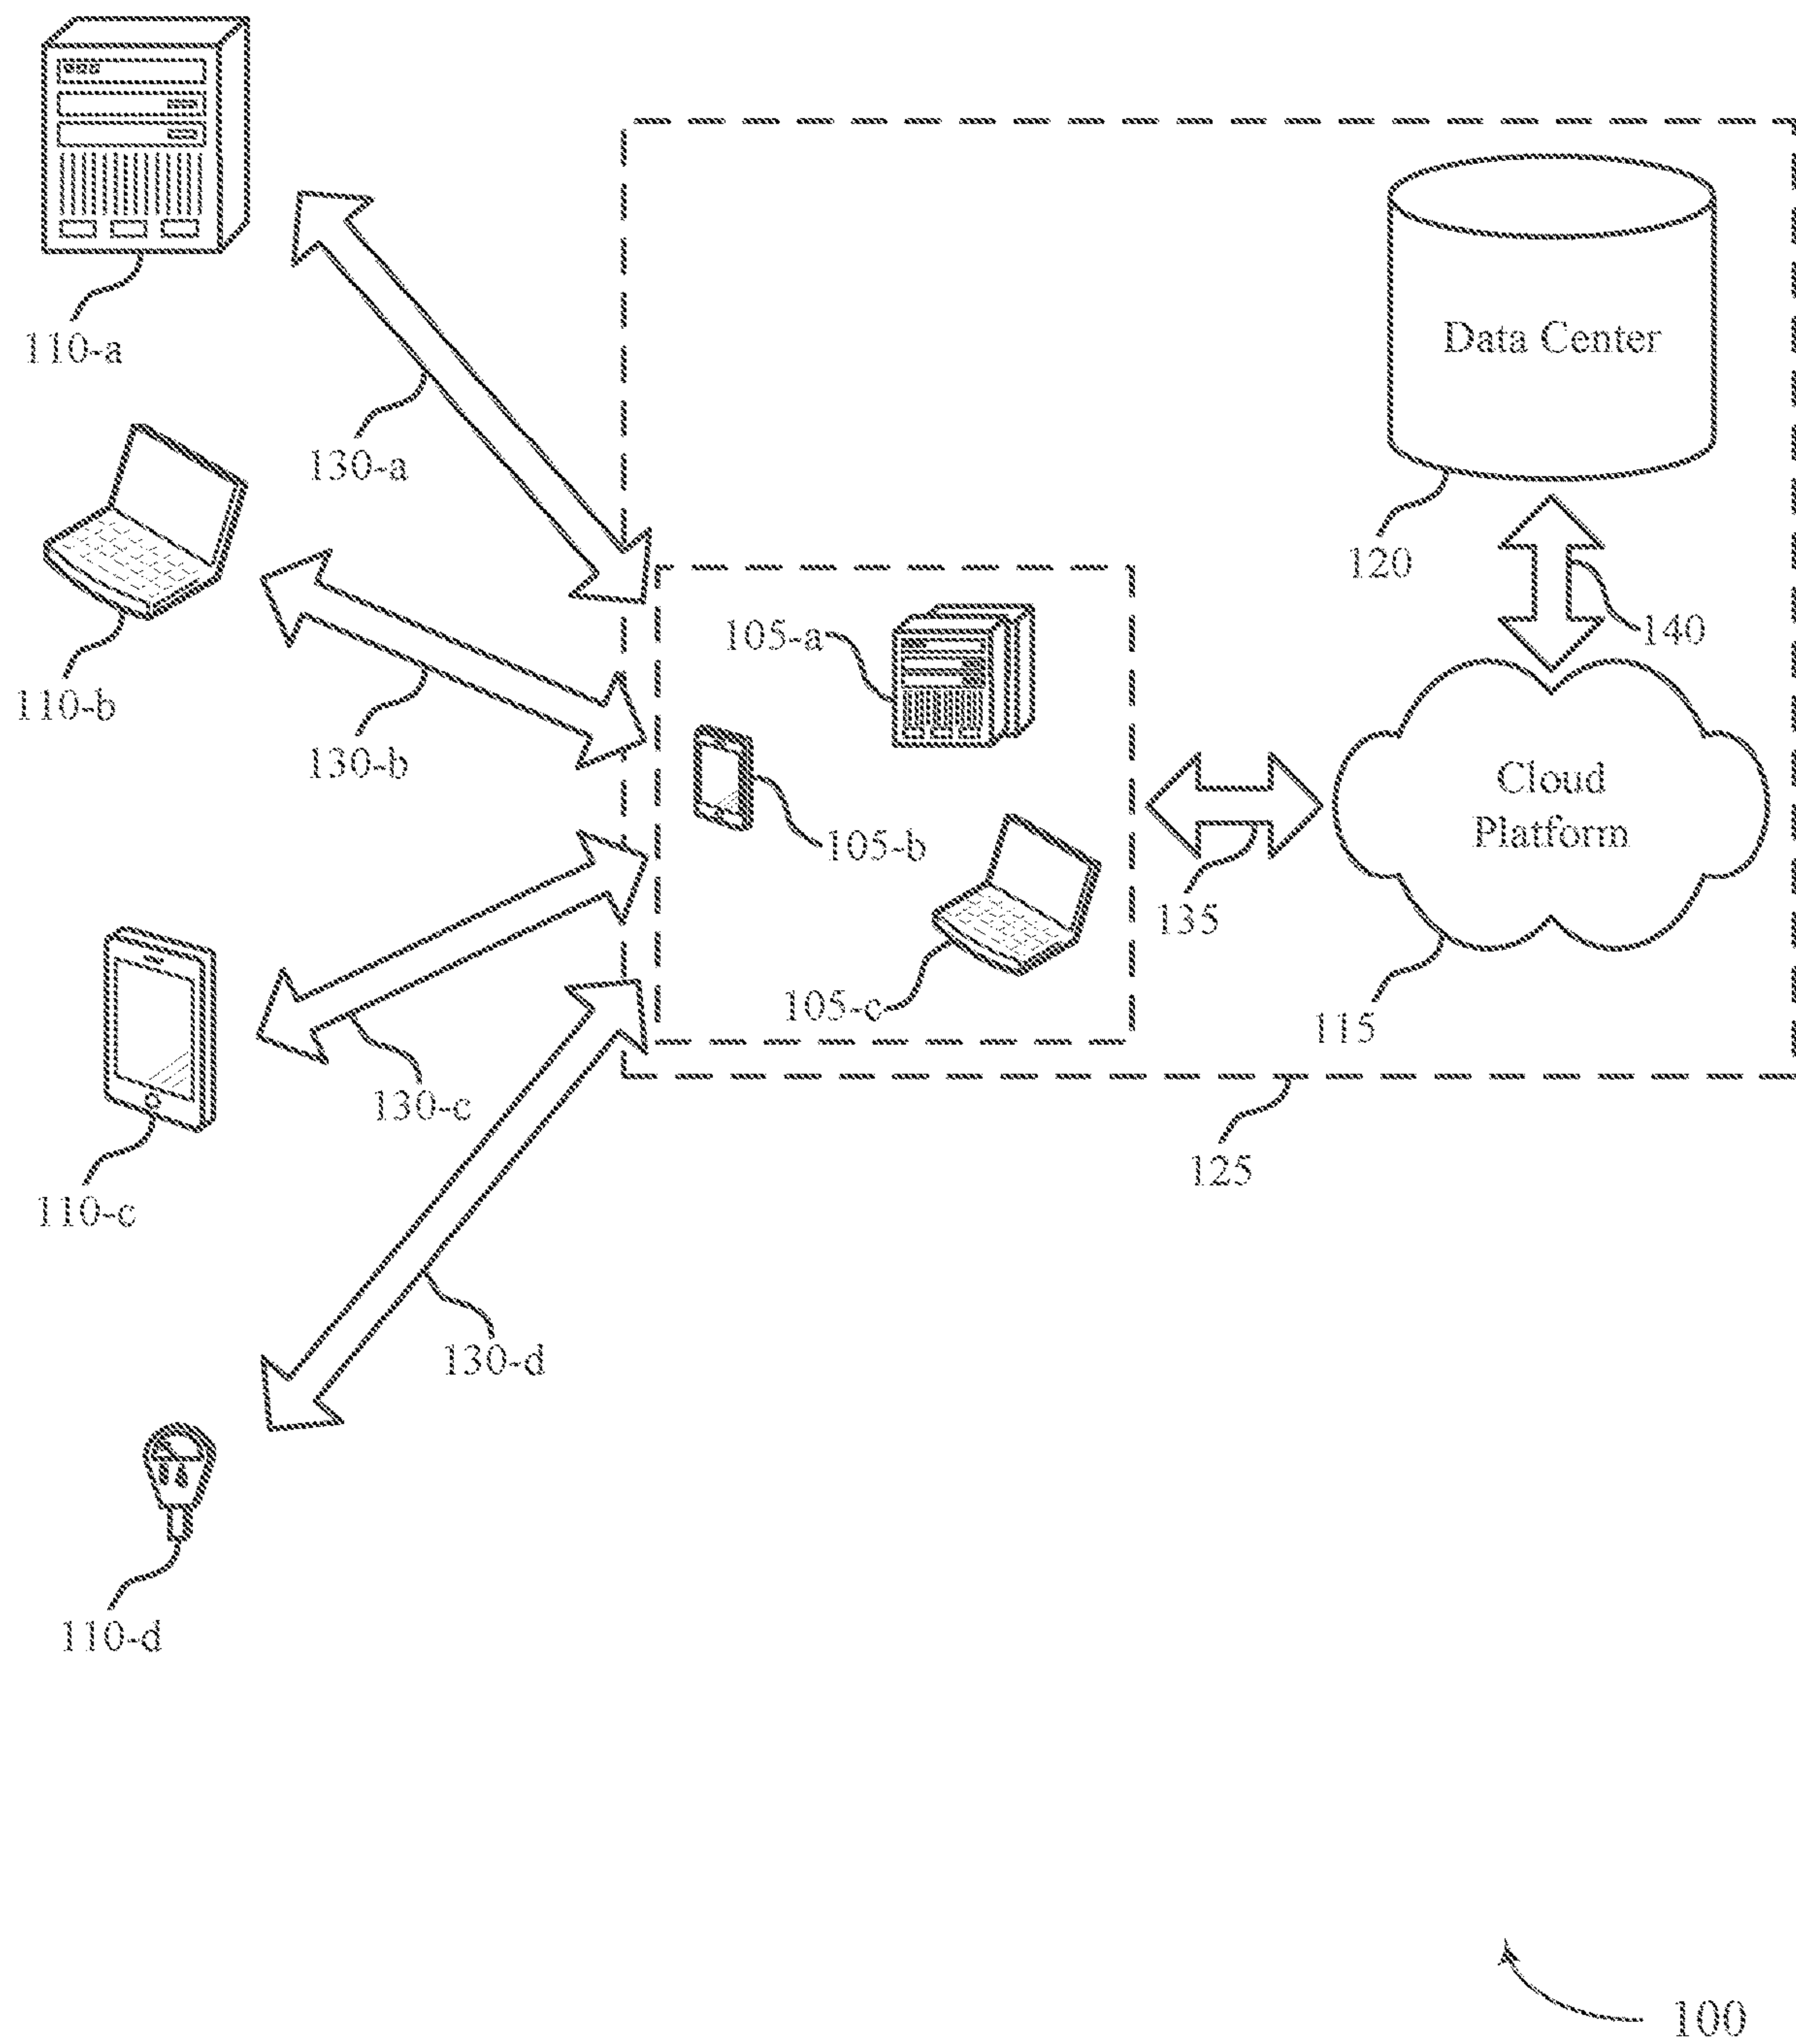 110-a
130-a
Data Center
120
140
110-b
130-b
105-a
105-b
105-c
Cloud
Platform
135
115
110-c
130-c
125
130-d
110-d
100